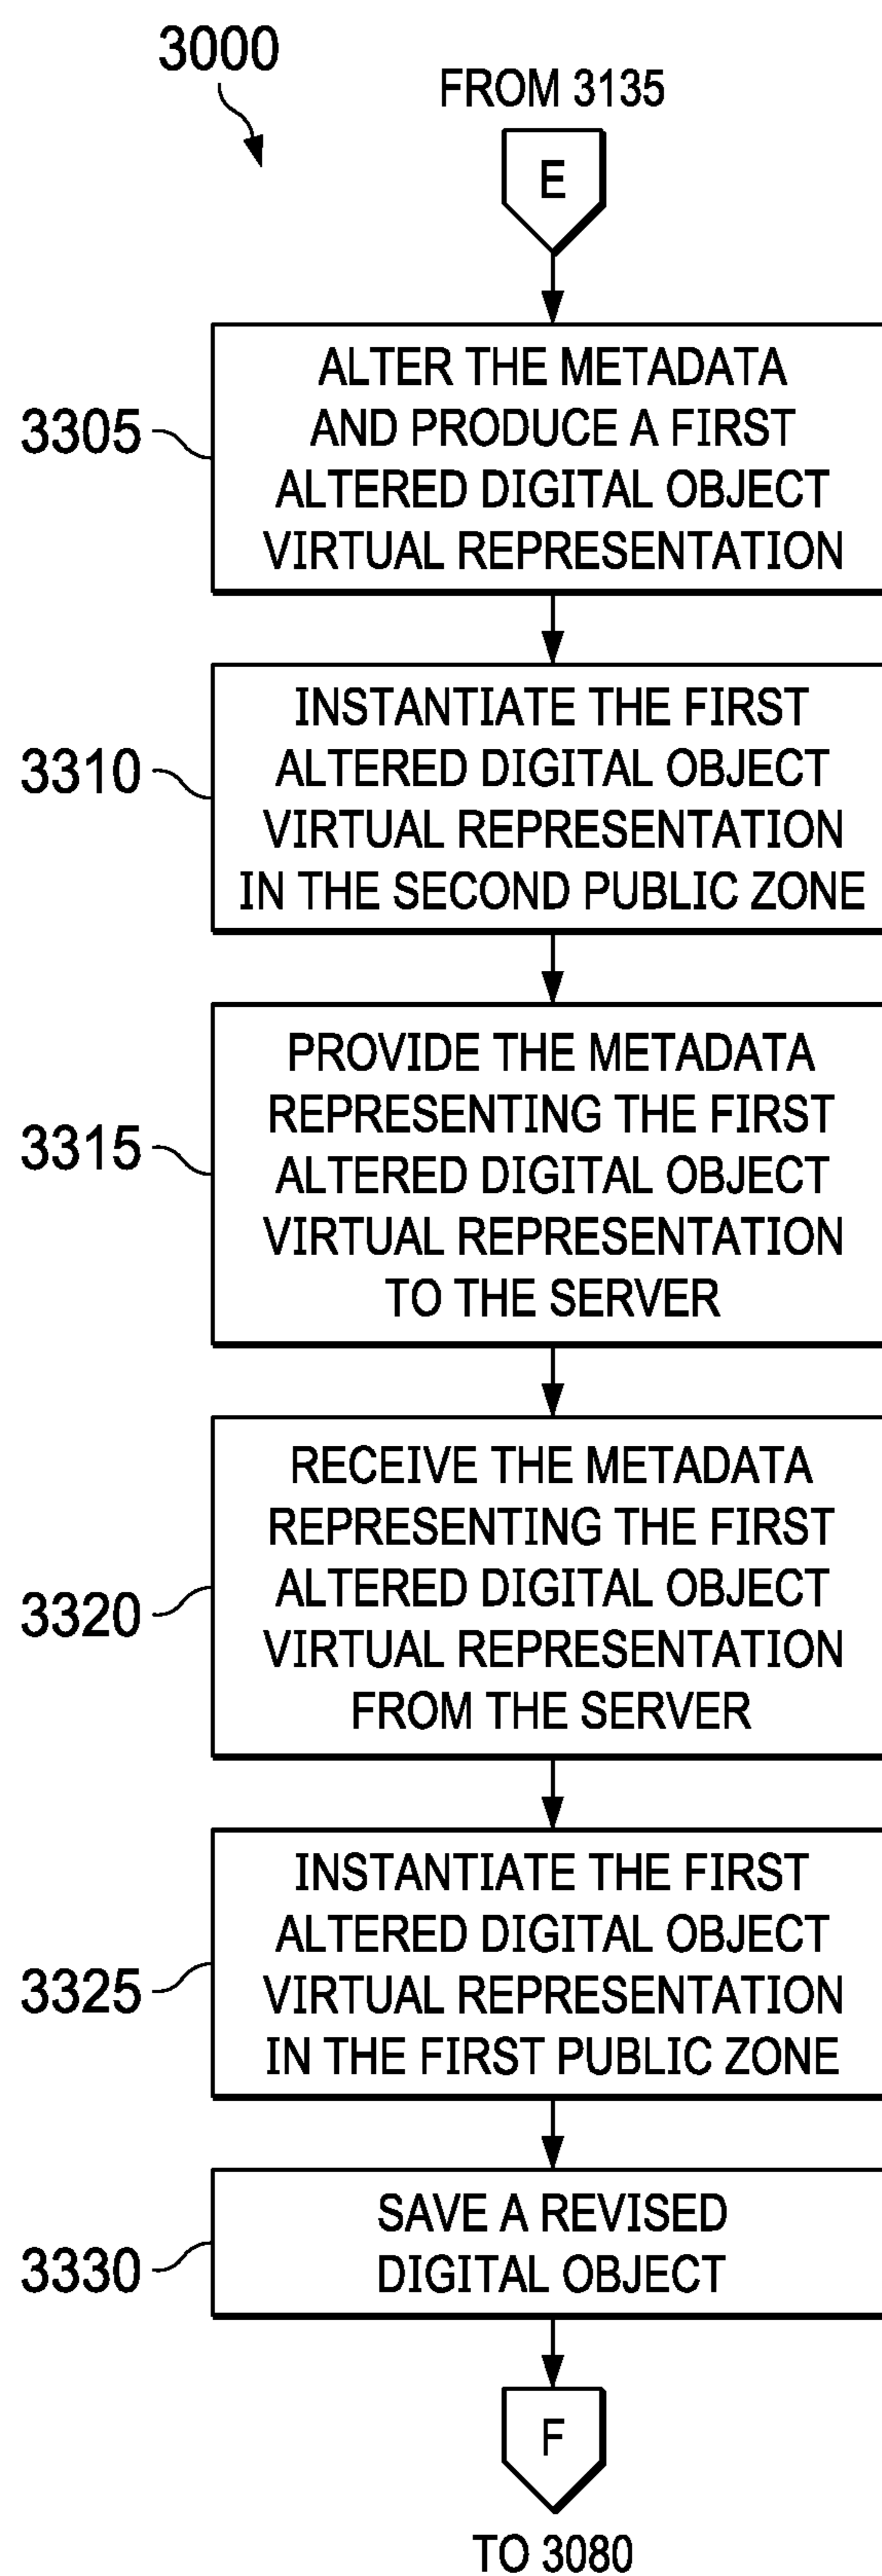 3000
FROM 3135
E
3305
ALTER THE METADATA
AND PRODUCE A FIRST
ALTERED DIGITAL OBJECT
VIRTUAL REPRESENTATION
3310
INSTANTIATE THE FIRST
ALTERED DIGITAL OBJECT
VIRTUAL REPRESENTATION
IN THE SECOND PUBLIC ZONE
3315
PROVIDE THE METADATA
REPRESENTING THE FIRST
ALTERED DIGITAL OBJECT
VIRTUAL REPRESENTATION
TO THE SERVER
3320
RECEIVE THE METADATA
REPRESENTING THE FIRST
ALTERED DIGITAL OBJECT
VIRTUAL REPRESENTATION
FROM THE SERVER
3325
INSTANTIATE THE FIRST
ALTERED DIGITAL OBJECT
VIRTUAL REPRESENTATION
IN THE FIRST PUBLIC ZONE
3330
SAVE A REVISED
DIGITAL OBJECT
F
TO 3080